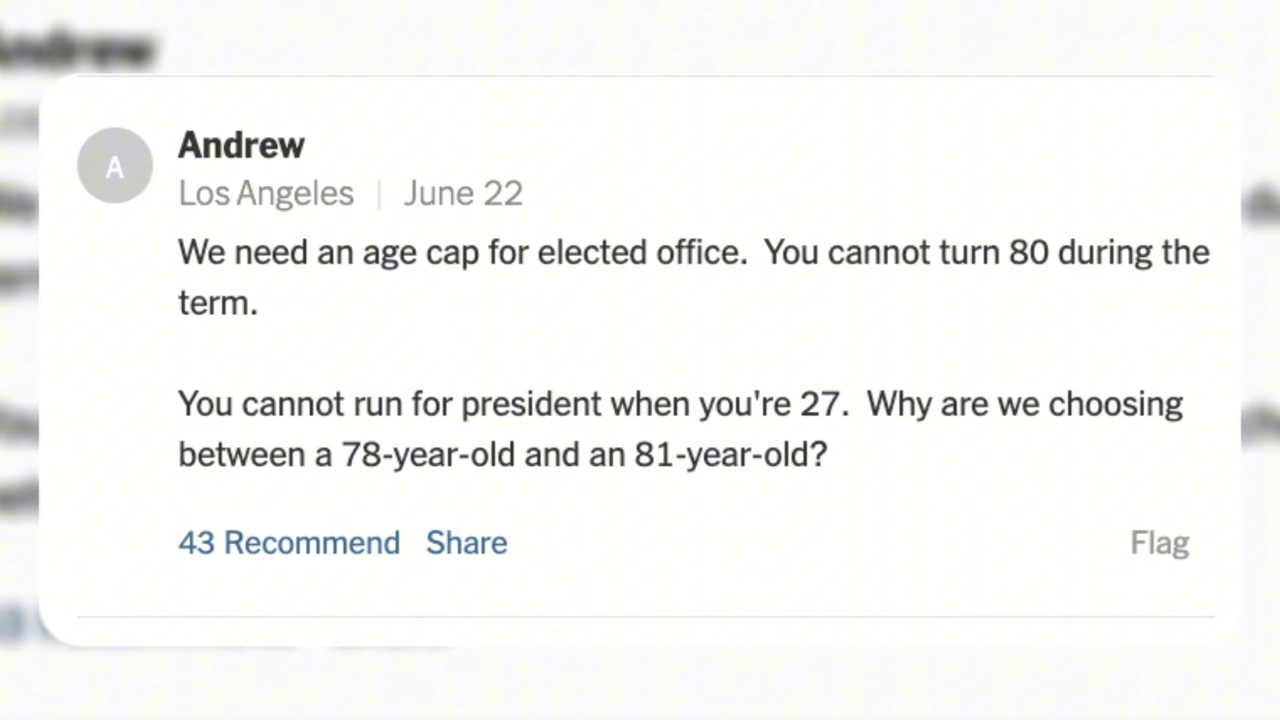 Andrew
A
Andrew
Los Angeles | June 22
We need an age cap for elected office.  You cannot turn 80 during the
term.
You cannot run for president when you're 27.  Why are we choosing
between a 78-year-old and an 81-year-old?
43 Recommend Share
Flag